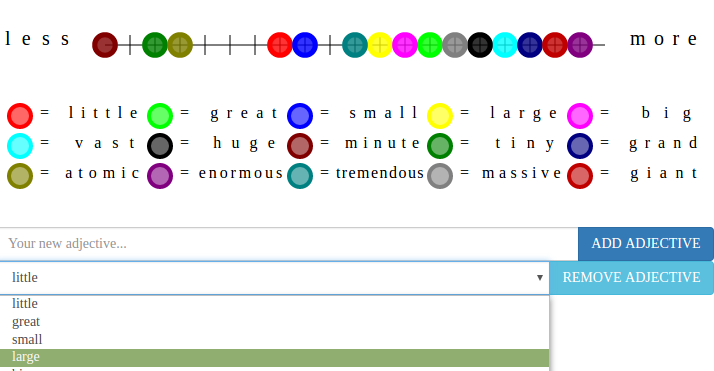 less more
= little = great = small = large = big
= vast = huge = minute = tiny = grand
= atomic = enormous = tremendous = massive = giant
Your new adjective... ADD ADJECTIVE
little ▾ REMOVE ADJECTIVE
little
great
small
large